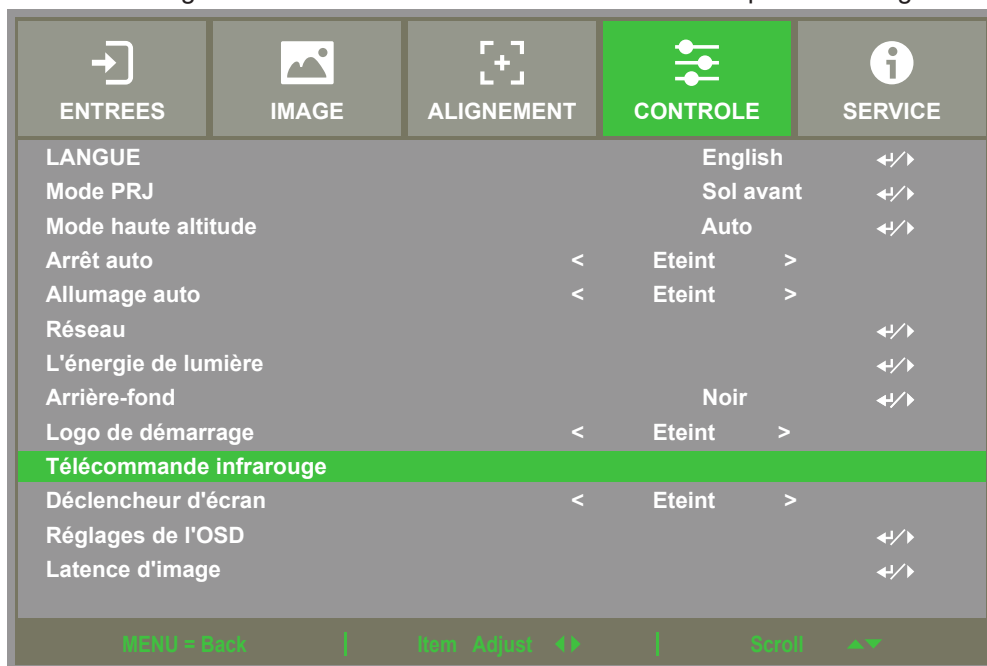 ENTREES IMAGE ALIGNEMENT CONTROLE SERVICE
LANGUE English
Mode PRJ Sol avant
Mode haute altitude Auto
Arrêt auto < Eteint >
Allumage auto < Eteint >
Réseau
L'énergie de lumière
Arrière-fond Noir
Logo de démarrage < Eteint >
Télécommande infrarouge
Déclencheur d'écran < Eteint >
Réglages de l'OSD
Latence d'image
MENU = Back | Item Adjust | Scroll